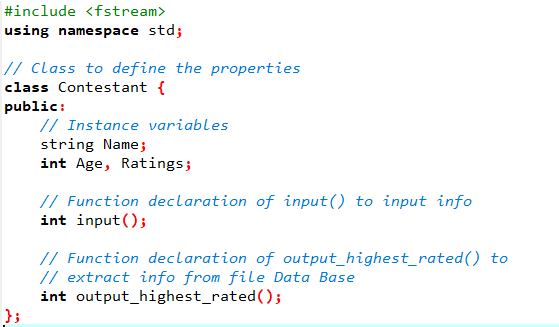 #include <fstream>
using namespace std;
// Class to define the properties
class Contestant {
public:
    // Instance variables
    string Name;
    int Age, Ratings;
    // Function declaration of input() to input info
    int input();
    // Function declaration of output_highest_rated() to
    // extract info from file Data Base
    int output_highest_rated();
};